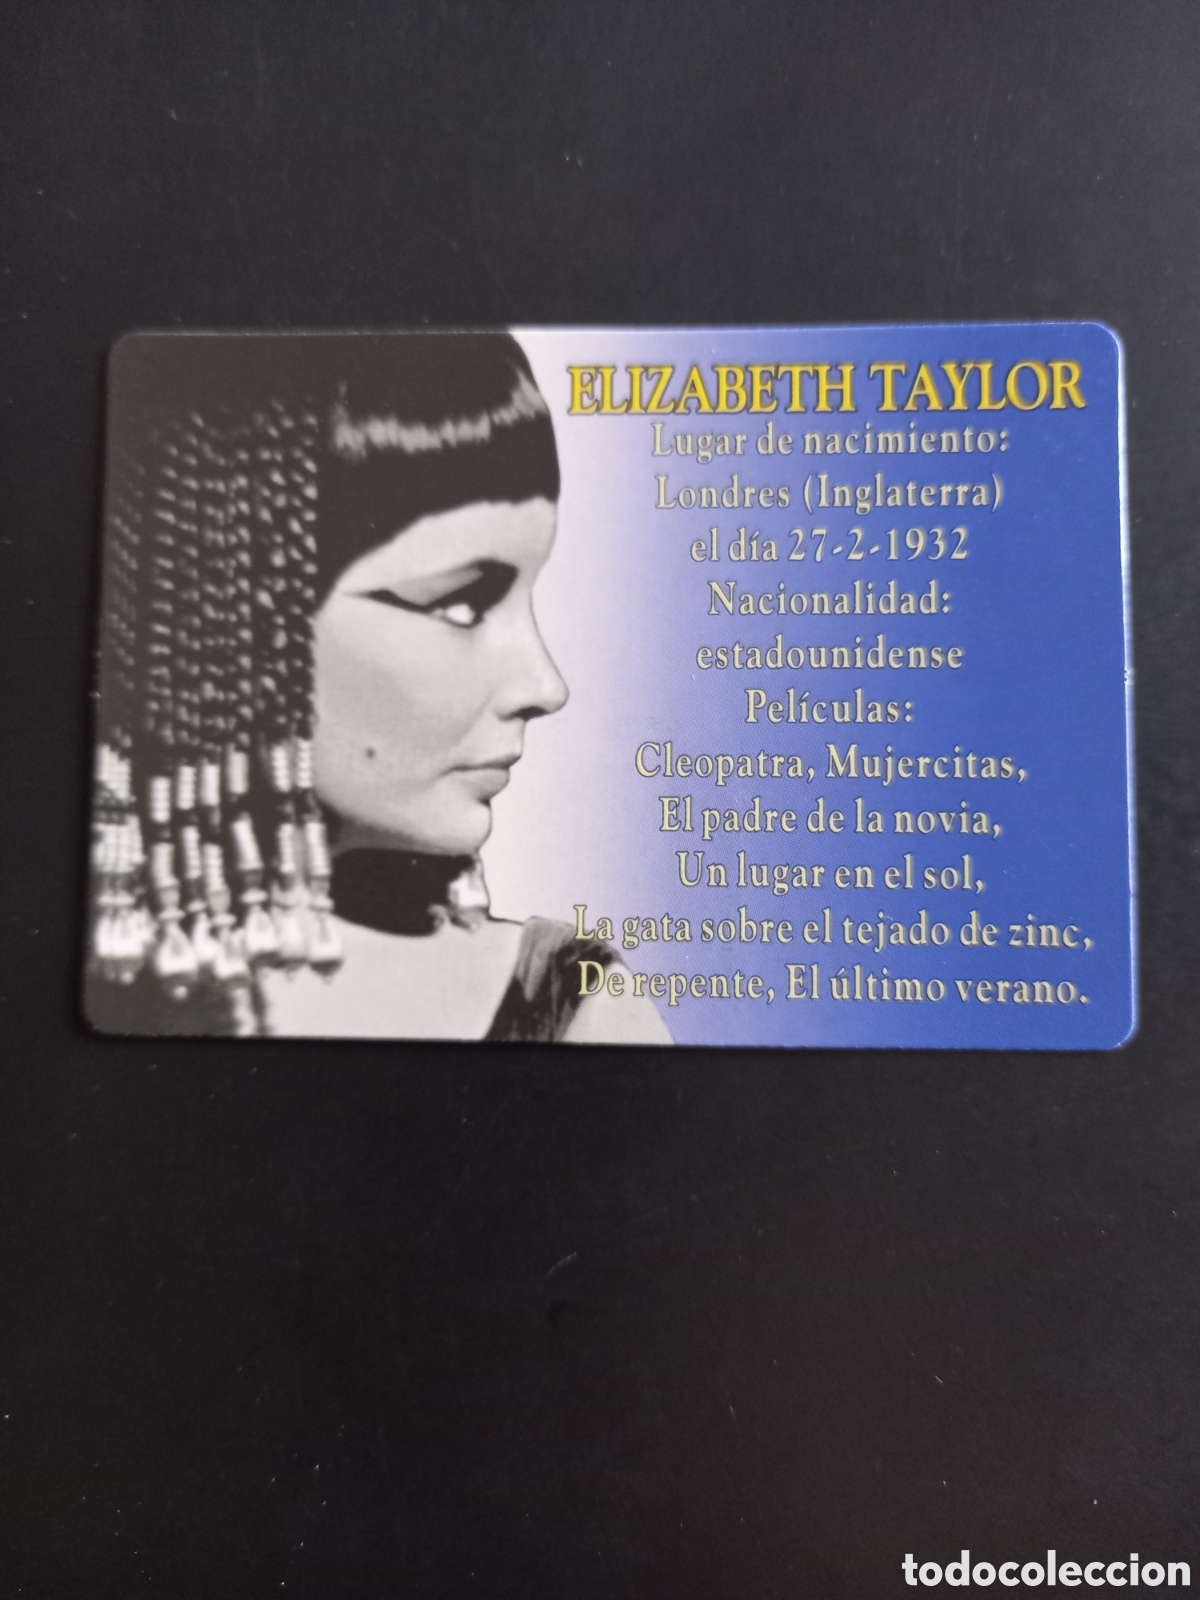 ELIZABETH TAYLOR
Lugar de nacimiento:
Londres (Inglaterra)
el día 27-2-1932
Nacionalidad:
estadounidense
Películas:
Cleopatra, Mujercitas,
El padre de la novia,
Un lugar en el sol,
La gata sobre el tejado de zinc,
De repente, El último verano.
todocoleccion